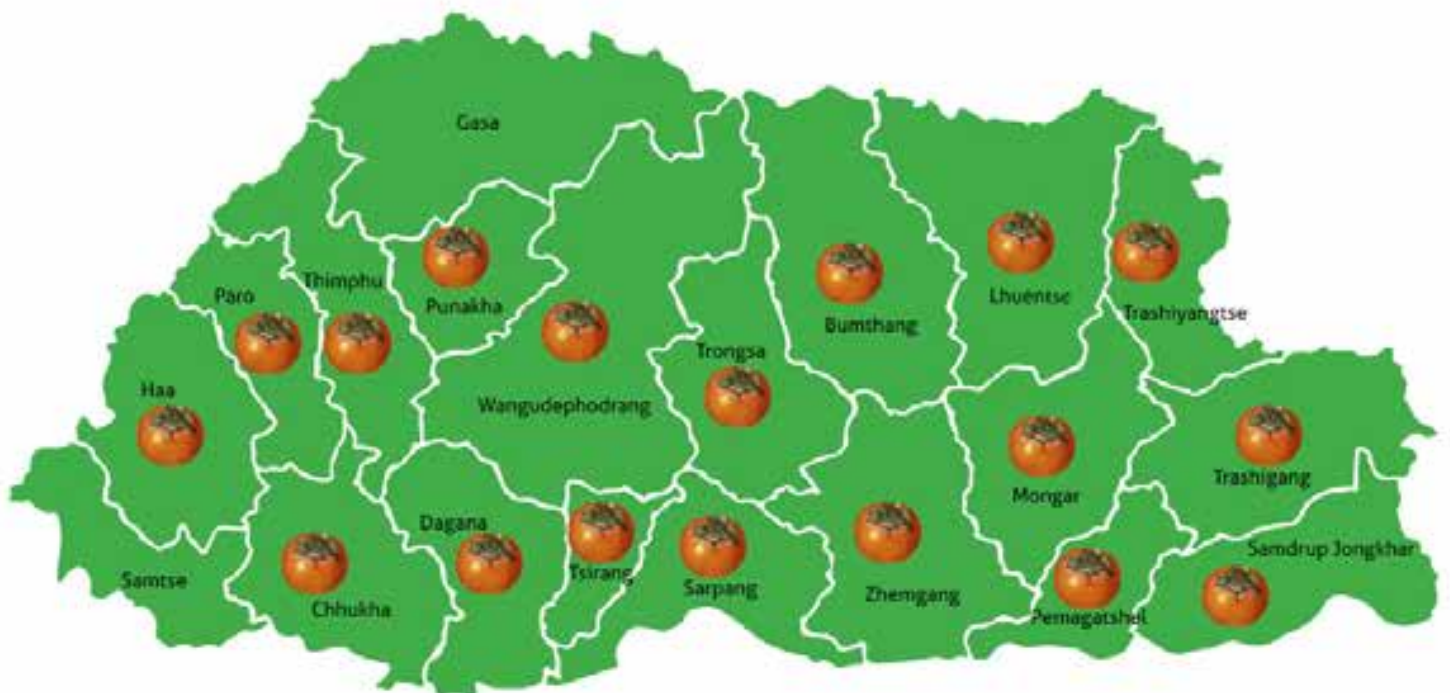 Gasa
Thimphu
Paro
Punakha
Lhuentse
Trashiyangtse
Bumthang
Trongsa
Haa
Wangudephodrang
Trashigang
Mongar
Dagana
Samdrup Jongkhar
Samtse
Tsirang
Sarpang
Zhemgang
Chhukha
Pemagatshel